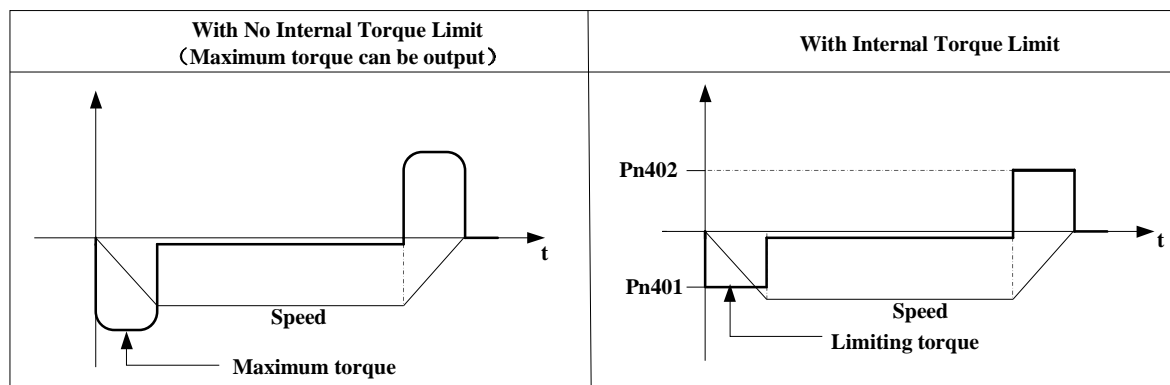 With No Internal Torque Limit
（Maximum torque can be output）
With Internal Torque Limit
t
Speed
Maximum torque
Pn402
Pn401
t
Speed
Limiting torque